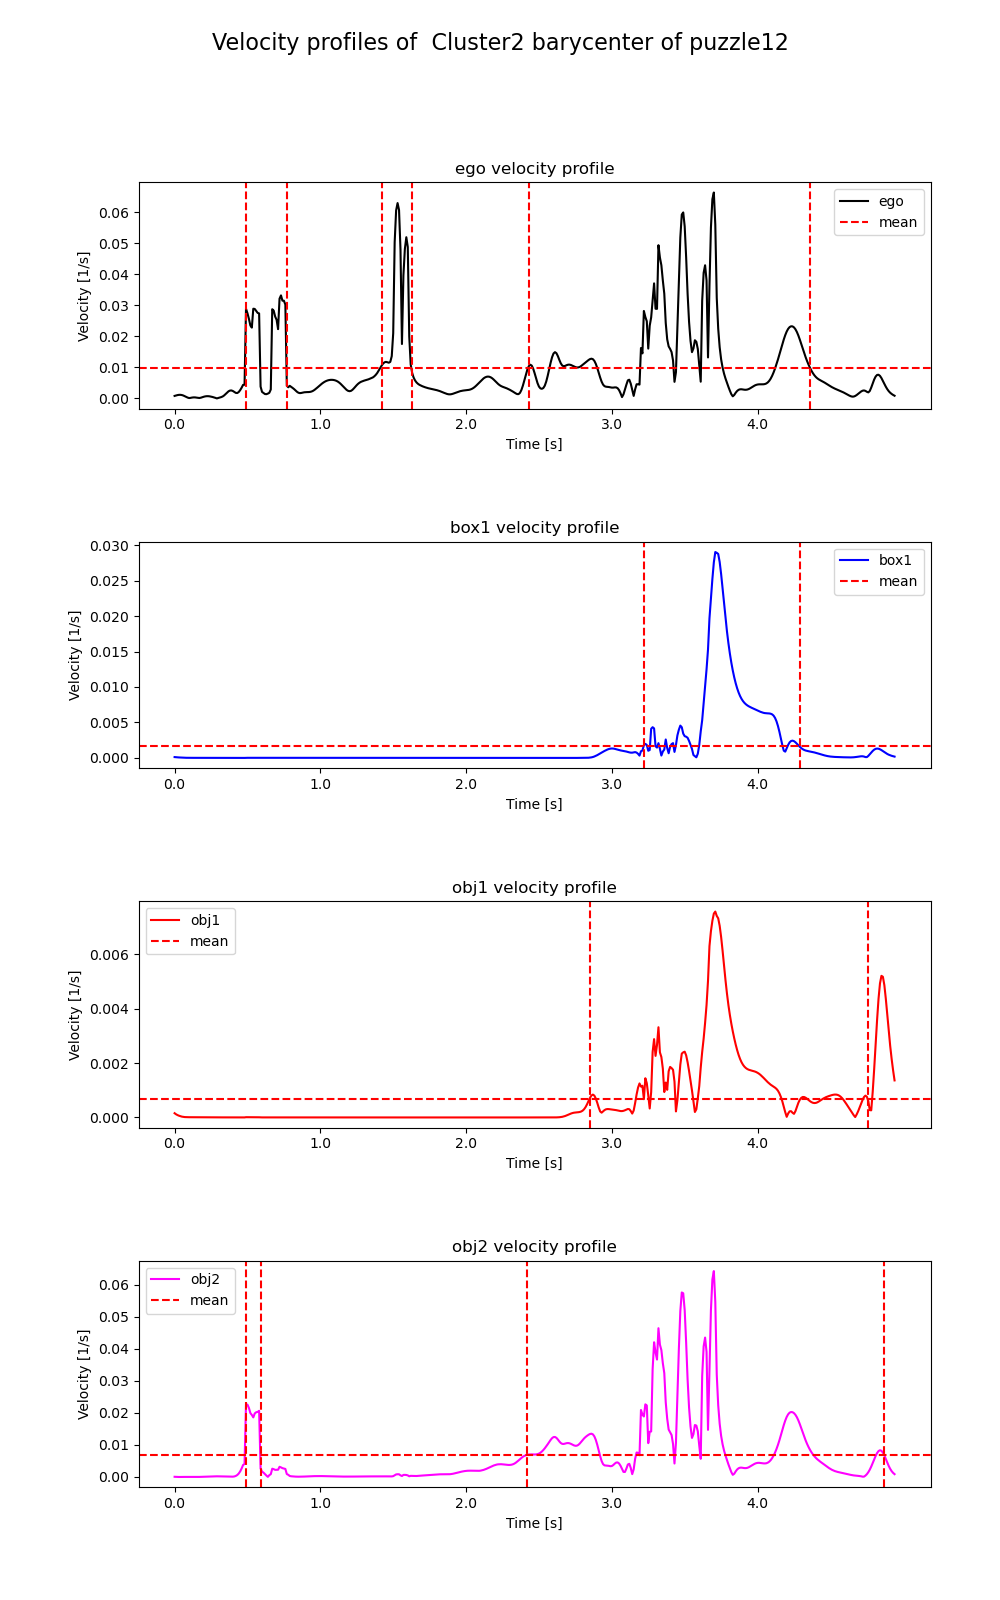 Velocity profiles of  Cluster2 barycenter of puzzle12
ego velocity profile
Velocity [1/s]
0.06
0.05
0.04
0.03
0.02
0.01
0.00
ego
mean
0.0 1.0 2.0 3.0 4.0
Time [s]
box1 velocity profile
Velocity [1/s]
0.030
0.025
0.020
0.015
0.010
0.005
0.000
box1
mean
0.0 1.0 2.0 3.0 4.0
Time [s]
obj1 velocity profile
Velocity [1/s]
obj1
mean
0.006
0.004
0.002
0.000
0.0 1.0 2.0 3.0 4.0
Time [s]
obj2 velocity profile
Velocity [1/s]
obj2
mean
0.06
0.05
0.04
0.03
0.02
0.01
0.00
0.0 1.0 2.0 3.0 4.0
Time [s]